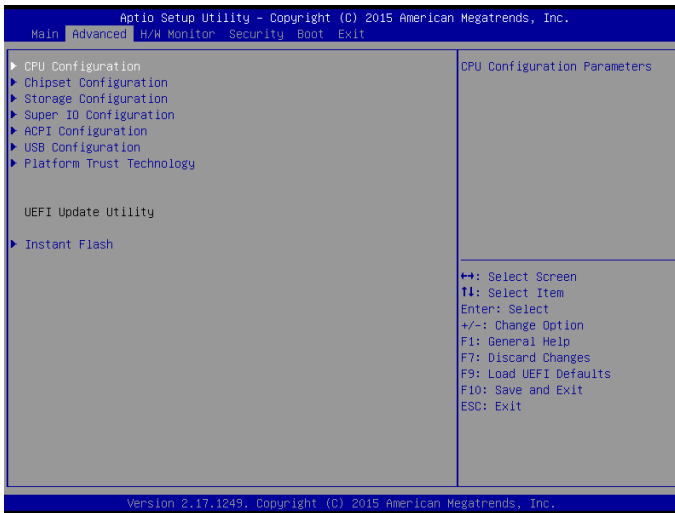 Aptio Setup Utility – Copyright (C) 2015 American Megatrends, Inc.
Main Advanced H/W Monitor Security Boot Exit
CPU Configuration
Chipset Configuration
Storage Configuration
Super IO Configuration
ACPI Configuration
USB Configuration
Platform Trust Technology
UEFI Update Utility
Instant Flash
CPU Configuration Parameters
↔: Select Screen
↑↓: Select Item
Enter: Select
+/-: Change Option
F1: General Help
F7: Discard Changes
F9: Load UEFI Defaults
F10: Save and Exit
ESC: Exit
Version 2.17.1249. Copyright (C) 2015 American Megatrends, Inc.